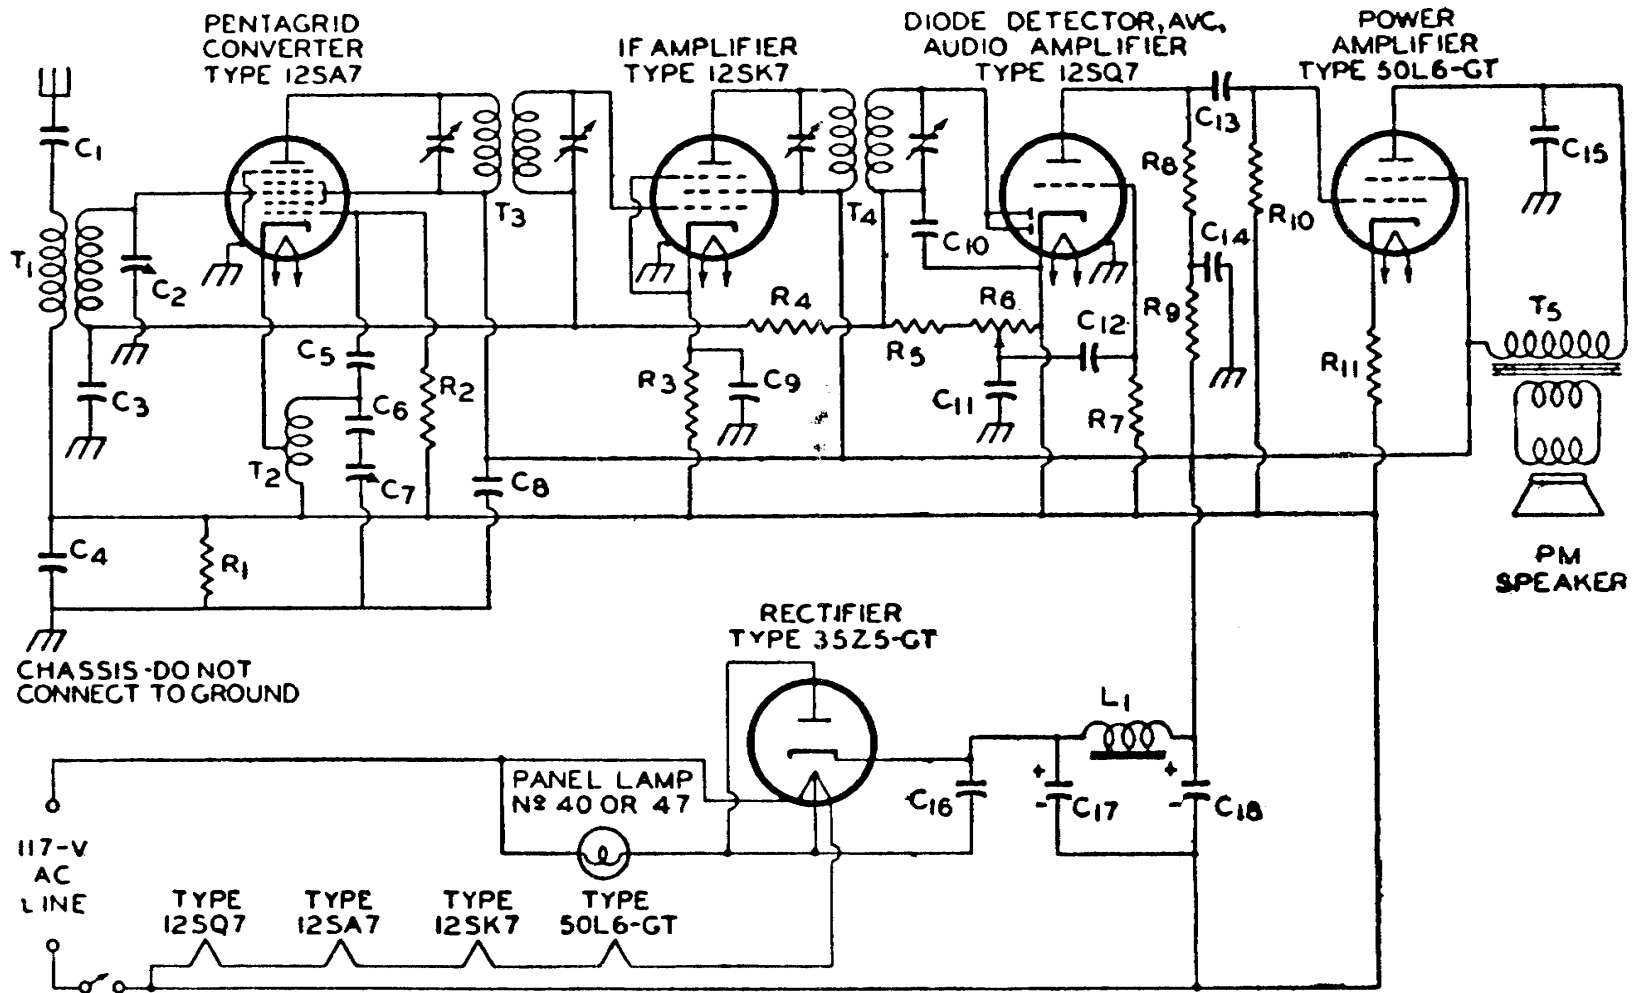 PENTAGRID
CONVERTER
TYPE 12SA7
IF AMPLIFIER
TYPE 12SK7
DIODE DETECTOR, AVC,
AUDIO AMPLIFIER
TYPE 12SQ7
POWER
AMPLIFIER
TYPE 50L6-GT
C1
C13
C15
R8
T3
T4
R10
T1
C10
C14
C2
R4
R6
R9
T5
C12
C5
R5
R11
R3
C9
R2
C3
C6
C11
R7
T2
C7
C8
C4
R1
PM
SPEAKER
RECTIFIER
TYPE 35Z5-GT
CHASSIS-DO NOT
CONNECT TO GROUND
L1
PANEL LAMP
Nº 40 OR 47
+
+
C16
-
C17
-
C18
117-V
AC
LINE
TYPE
12SQ7
TYPE
12SA7
TYPE
12SK7
TYPE
50L6-GT